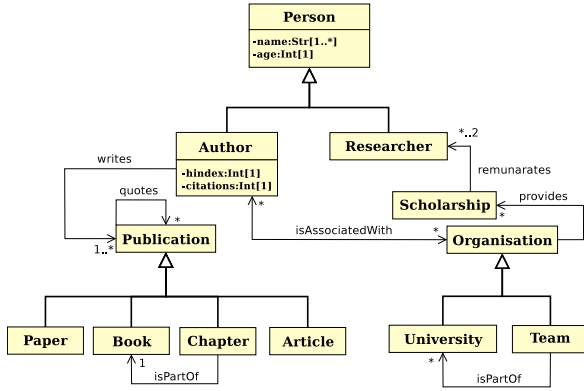 Person
-name:Str[1..*]
-age:Int[1]
Author
-hindex:Int[1]
-citations:Int[1]
Researcher
*..2
writes
remunarates
quotes
*
Scholarship
provides
*
*
1..*
Publication
isAssociatedWith
*
Organisation
Paper
Book
Chapter
Article
University
Team
1
isPartOf
*
isPartOf